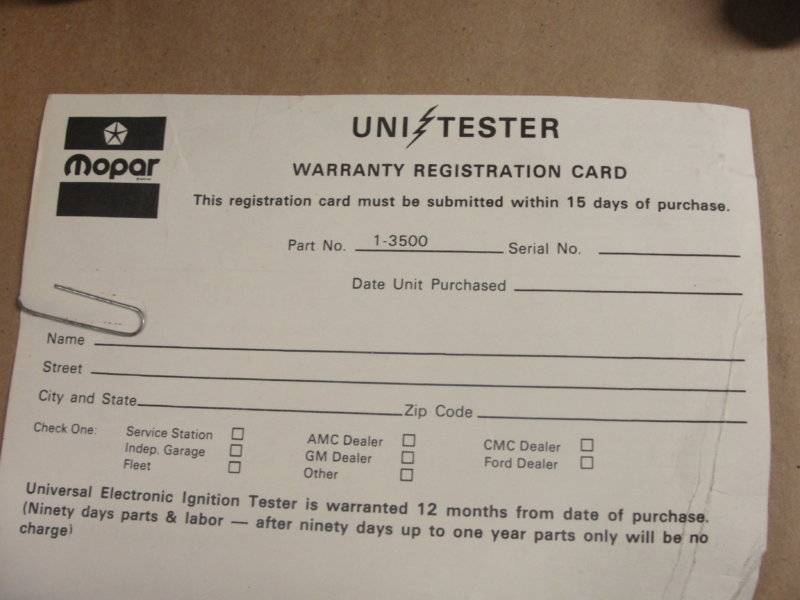 UNI TESTER
Mopar
WARRANTY REGISTRATION CARD
This registration card must be submitted within 15 days of purchase.
Part No. 1-3500 Serial No.
Date Unit Purchased
Name
Street
City and State Zip Code
Check One: Service Station AMC Dealer CMC Dealer
Indep. Garage GM Dealer Ford Dealer
Fleet Other
Universal Electronic Ignition Tester is warranted 12 months from date of purchase.
(Ninety days parts & labor — after ninety days up to one year parts only will be no
charge)